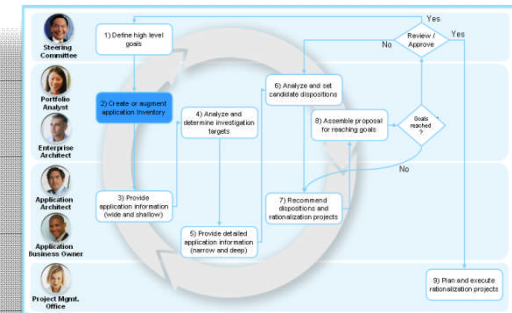 Steering
Committee
1) Define high level
goals
Yes
Review /
Approve
Yes
No
Portfolio
Analyst
Enterprise
Architect
2) Create or augment
application Inventory
4) Analyze and
determine investigation
targets
6) Analyze and set
candidate dispositions
8) Assemble proposal
for reaching goals
Goals
reached
?
No
Application
Architect
Application
Business Owner
3) Provide
application information
(wide and shallow)
5) Provide detailed
application information
(narrow and deep)
7) Recommend
dispositions and
rationalization projects
Project Mgmt.
Office
9) Plan and execute
rationalization projects